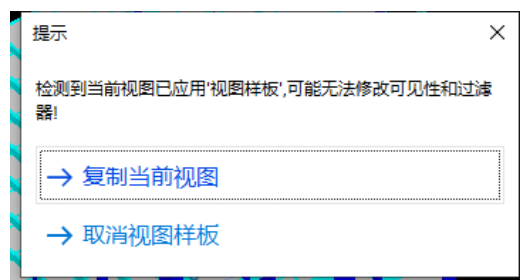 提示
检测到当前视图已应用'视图样板',可能无法修改可见性和过滤
器!
→ 复制当前视图
→ 取消视图样板